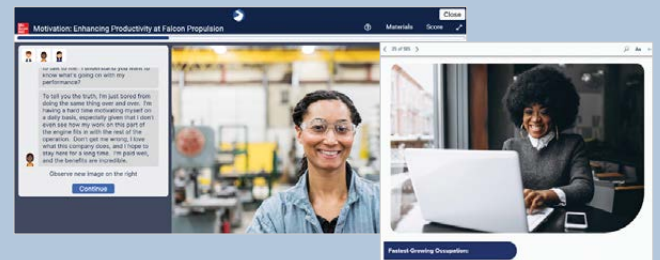 Close
Motivation: Enhancing Productivity at Falcon Propulsion
Materials Score
to talk to me. I understand you want to
know what's going on with my
performance?
To tell you the truth, I'm just bored from
doing the same thing over and over. I'm
having a hard time motivating myself on
a daily basis, especially given that I don't
even see how my work on this part of
the engine fits in with the rest of the
operation. Don't get me wrong, I love
what this company does, and I hope to
stay here for a long time. I'm paid well,
and the benefits are incredible.
Observe new image on the right
Continue
Aa
Fastest-Growing Occupations